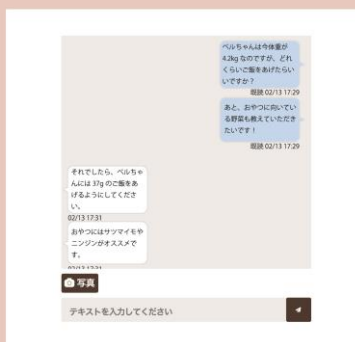 ベルちゃんは今体重が
4.2kg なのですが、どれ
くらいご飯をあげたらい
いですか？
既読 02/13 17:29
あと、おやつに向いてい
る野菜も教えていただき
たいです！
既読 02/13 17:29
それでしたら、ベルちゃ
んには 37g のご飯をあ
げるようにしてくださ
い。
02/13 17:31
おやつにはサツマイモや
ニンジンがオススメで
す。
02/13 17:31
写真
テキストを入力してください